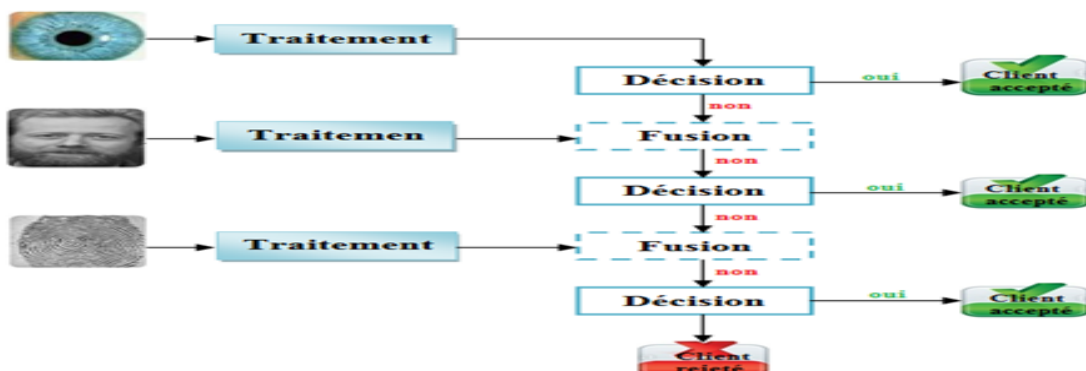 Traitement
Décision
oui
Client
accepté
non
Traitemen
Fusion
non
Décision
oui
Client
accepté
non
Traitement
Fusion
non
Décision
oui
Client
accepté
Client
rejeté